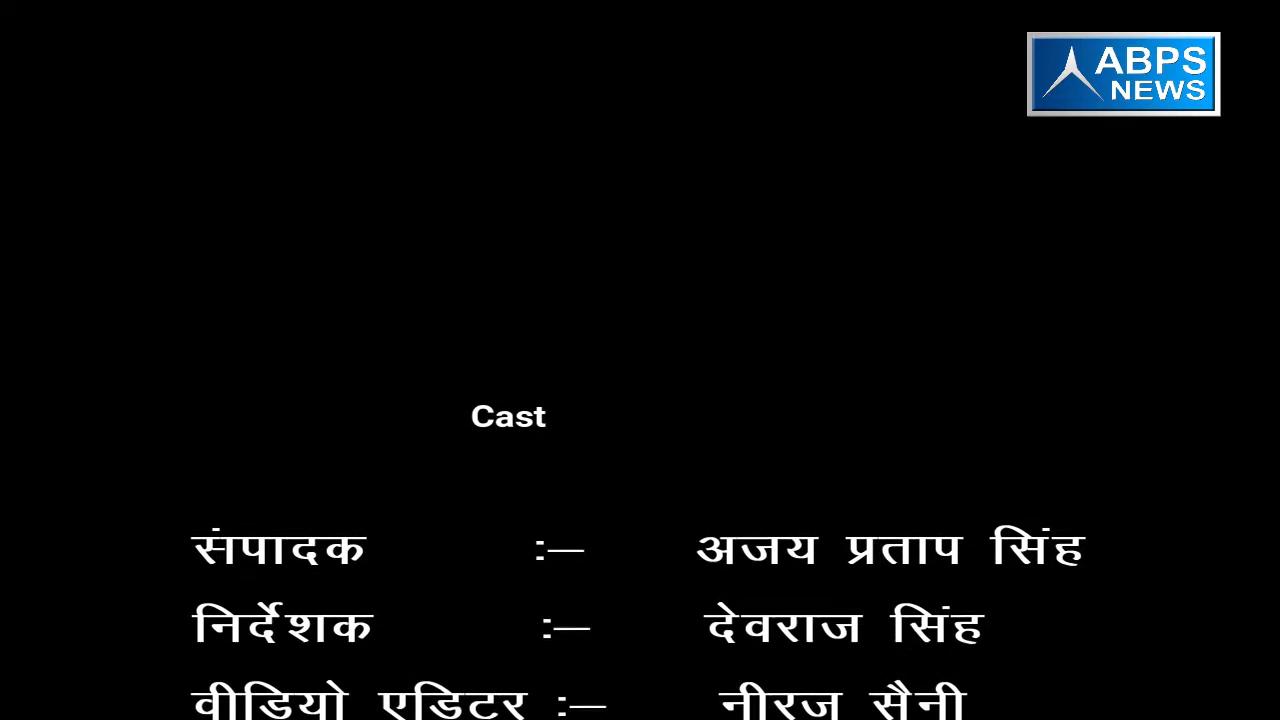 ABPS
NEWS
Cast
संपादक :— अजय प्रताप सिंह
निर्देशक :— देवराज सिंह
वीडियो एडिटर :— नीरज सैनी